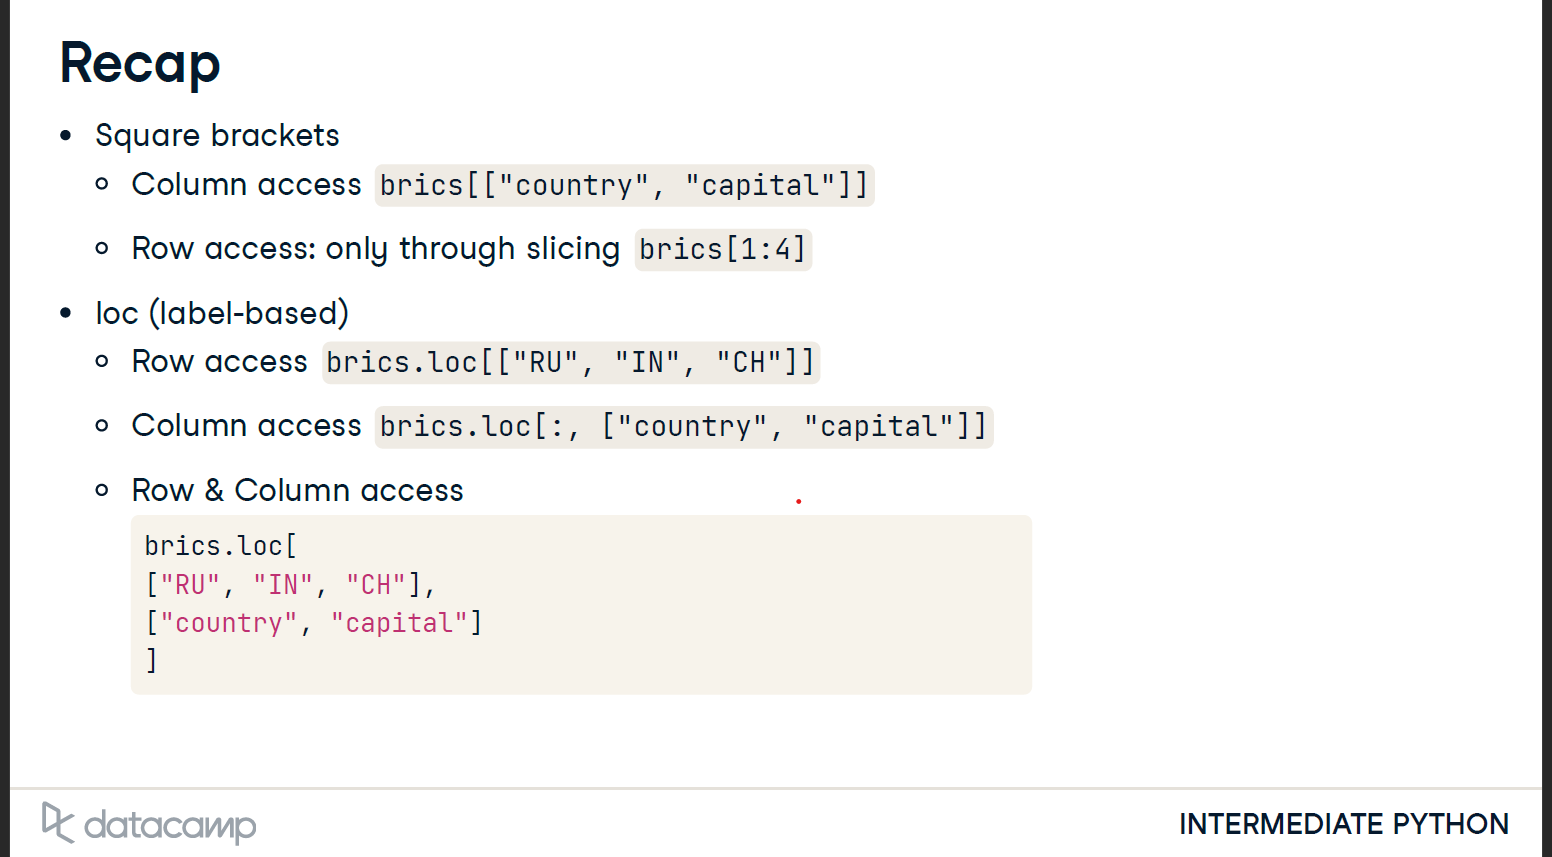 Recap
• Square brackets
○ Column access brics[["country", "capital"]]
○ Row access: only through slicing brics[1:4]
• loc (label-based)
○ Row access brics.loc[["RU", "IN", "CH"]]
○ Column access brics.loc[:, ["country", "capital"]]
○ Row & Column access
brics.loc[
["RU", "IN", "CH"],
["country", "capital"]
]
datacamp
INTERMEDIATE PYTHON